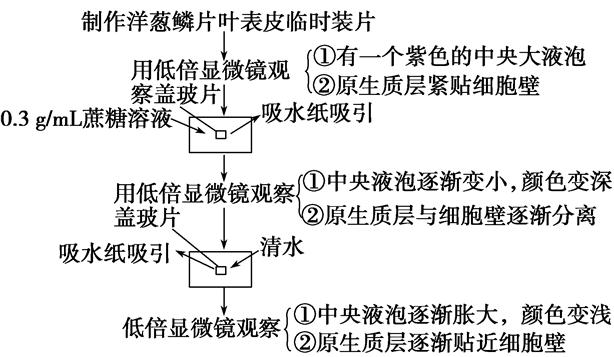 制作洋葱鳞片叶表皮临时装片
用低倍显微镜观
察盖玻片
①有一个紫色的中央大液泡
②原生质层紧贴细胞壁
0.3 g/mL蔗糖溶液
吸水纸吸引
用低倍显微镜观察
①中央液泡逐渐变小,颜色变深
②原生质层与细胞壁逐渐分离
盖玻片
吸水纸吸引
清水
低倍显微镜观察
①中央液泡逐渐胀大，颜色变浅
②原生质层逐渐贴近细胞壁